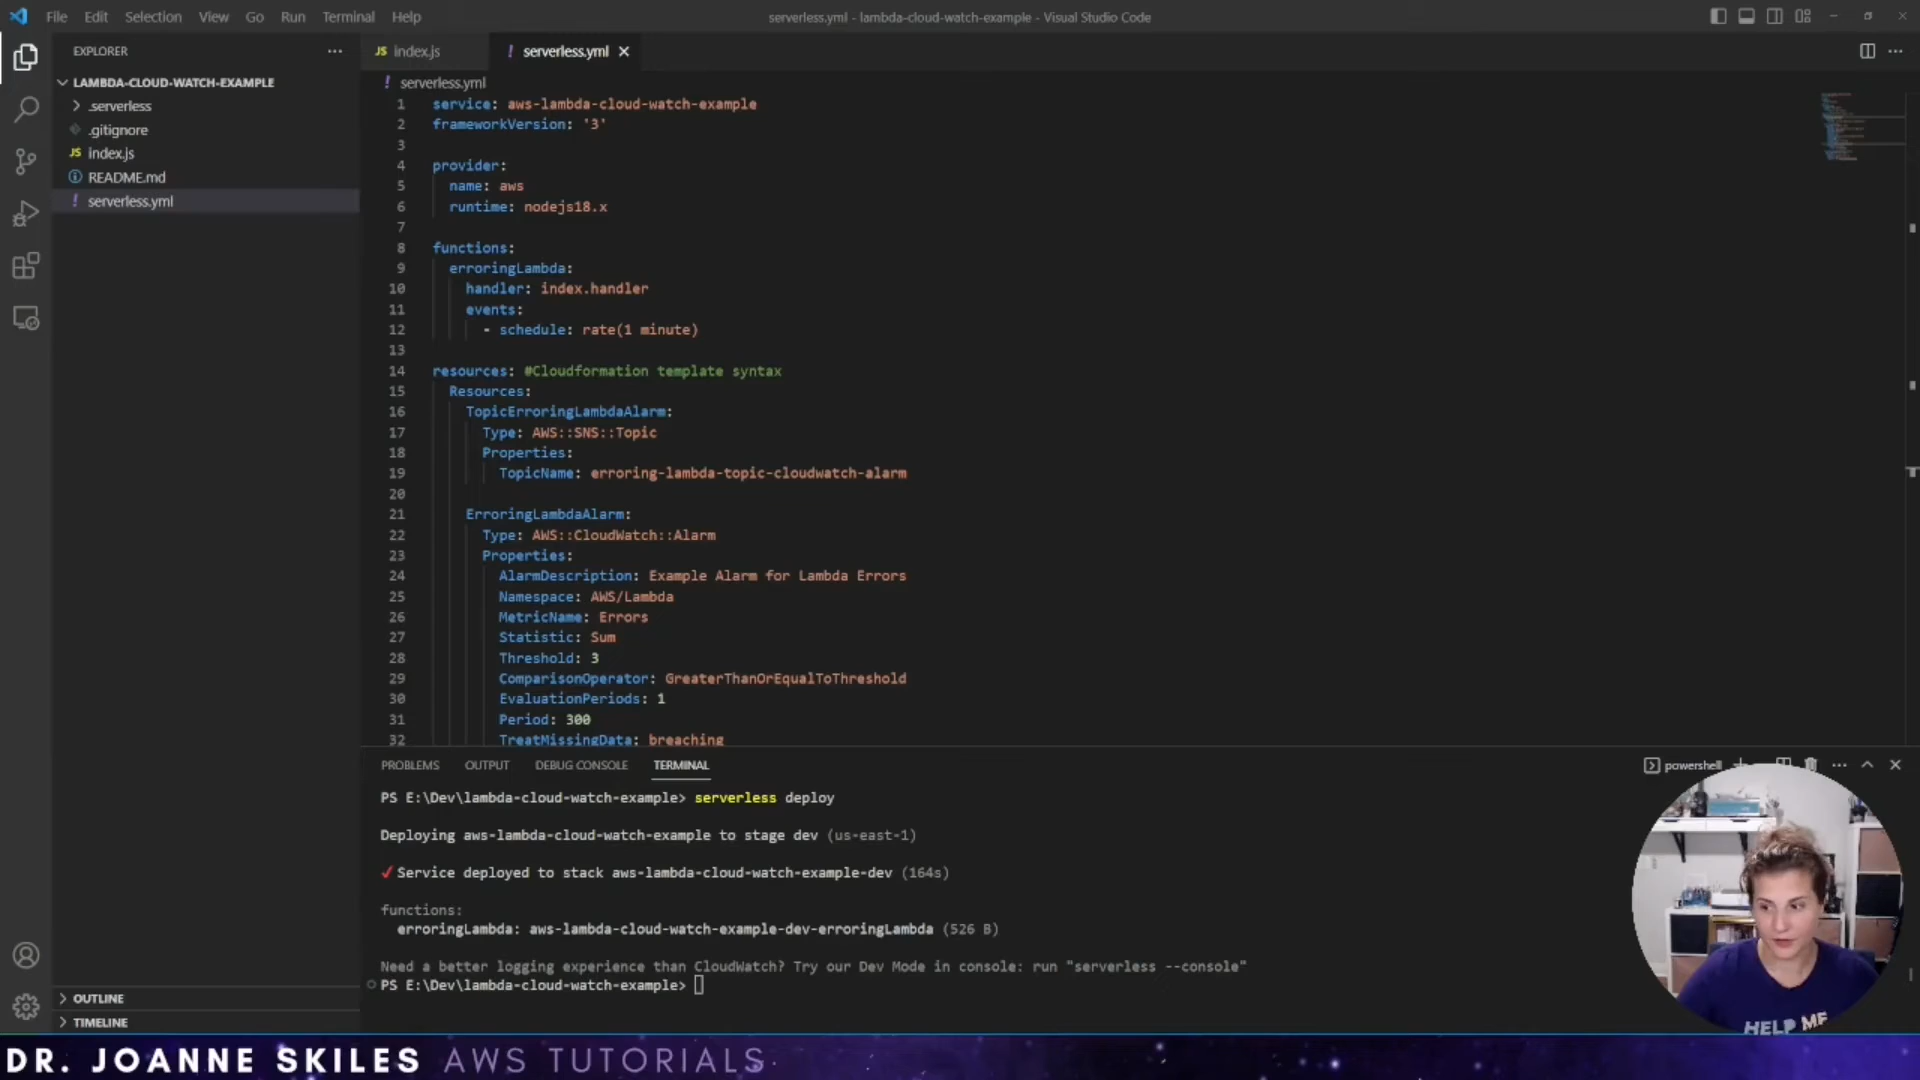 File Edit Selection View Go Run Terminal Help
serverless.yml - lambda-cloud-watch-example - Visual Studio Code
EXPLORER
LAMBDA-CLOUD-WATCH-EXAMPLE
.serverless
.gitignore
JS index.js
README.md
! serverless.yml
OUTLINE
TIMELINE
JS index.js
! serverless.yml
! serverless.yml
1 service: aws-lambda-cloud-watch-example
2 frameworkVersion: '3'
3
4 provider:
5 name: aws
6 runtime: nodejs18.x
7
8 functions:
9 erroringLambda:
10 handler: index.handler
11 events:
12 - schedule: rate(1 minute)
13
14 resources: #Cloudformation template syntax
15 Resources:
16 TopicErroringLambdaAlarm:
17 Type: AWS::SNS::Topic
18 Properties:
19 TopicName: erroring-lambda-topic-cloudwatch-alarm
20
21 ErroringLambdaAlarm:
22 Type: AWS::CloudWatch::Alarm
23 Properties:
24 AlarmDescription: Example Alarm for Lambda Errors
25 Namespace: AWS/Lambda
26 MetricName: Errors
27 Statistic: Sum
28 Threshold: 3
29 ComparisonOperator: GreaterThanOrEqualToThreshold
30 EvaluationPeriods: 1
31 Period: 300
32 TreatMissingData: breaching
PROBLEMS OUTPUT DEBUG CONSOLE TERMINAL
powershell
PS E:\Dev\lambda-cloud-watch-example> serverless deploy
Deploying aws-lambda-cloud-watch-example to stage dev (us-east-1)
Service deployed to stack aws-lambda-cloud-watch-example-dev (164s)
functions:
erroringLambda: aws-lambda-cloud-watch-example-dev-erroringLambda (526 B)
Need a better logging experience than CloudWatch? Try our Dev Mode in console: run "serverless --console"
PS E:\Dev\lambda-cloud-watch-example>
HELP ME
DR. JOANNE SKILES AWS TUTORIALS